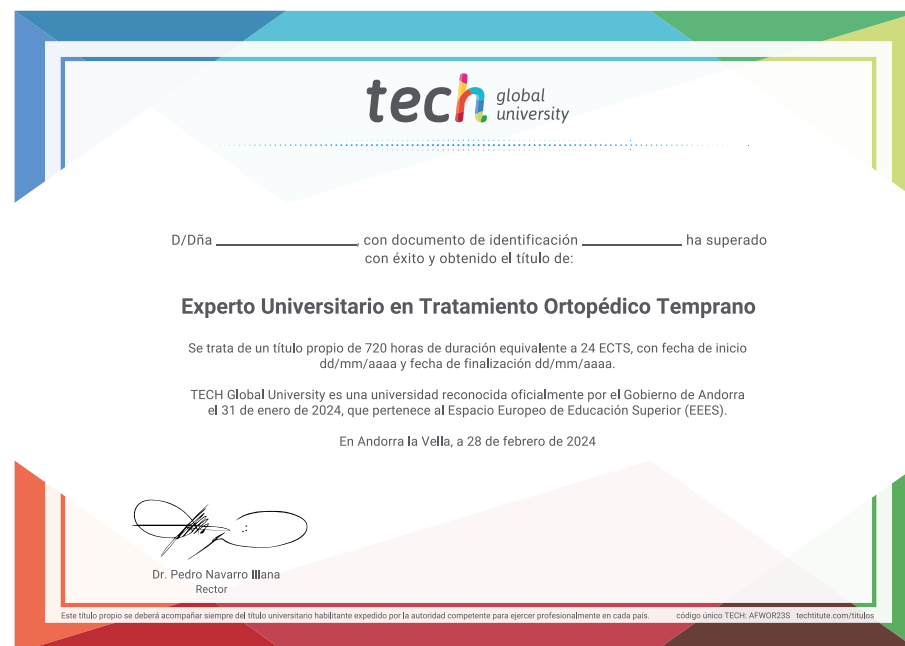 tech global university
D/Dña ______________, con documento de identificación __________ ha superado
con éxito y obtenido el título de:
Experto Universitario en Tratamiento Ortopédico Temprano
Se trata de un título propio de 720 horas de duración equivalente a 24 ECTS, con fecha de inicio
dd/mm/aaaa y fecha de finalización dd/mm/aaaa.
TECH Global University es una universidad reconocida oficialmente por el Gobierno de Andorra
el 31 de enero de 2024, que pertenece al Espacio Europeo de Educación Superior (EEES).
En Andorra la Vella, a 28 de febrero de 2024
Dr. Pedro Navarro Illana
Rector
Este título propio se deberá acompañar siempre del título universitario habilitante expedido por la autoridad competente para ejercer profesionalmente en cada país. código único TECH: AFWOR23S techtitute.com/titulos